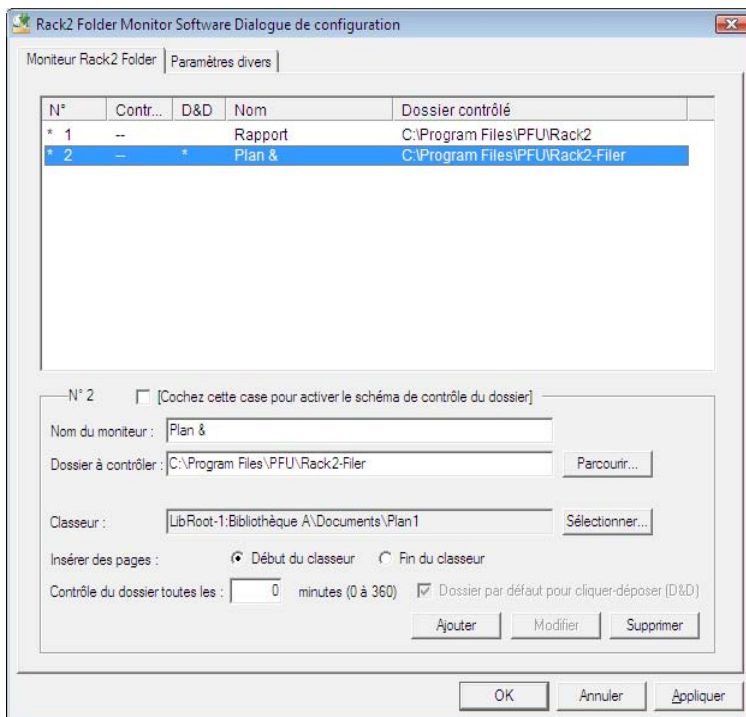 Rack2 Folder Monitor Software Dialogue de configuration
Moniteur Rack2 Folder Paramètres divers
N° Contr... D&D Nom Dossier contrôlé
* 1 -- Rapport C:\Program Files\PFU\Rack2
* 2 -- * Plan & C:\Program Files\PFU\Rack2-Filer
N° 2 [Cochez cette case pour activer le schéma de contrôle du dossier]
Nom du moniteur : Plan &
Dossier à contrôler : C:\Program Files\PFU\Rack2-Filer Parcourir...
Classeur : LibRoot-1:Bibliothèque A\Documents\Plan1 Sélectionner...
Insérer des pages : Début du classeur Fin du classeur
Contrôle du dossier toutes les : 0 minutes (0 à 360) Dossier par défaut pour cliquer-déposer (D&D)
Ajouter Modifier Supprimer
OK Annuler Appliquer